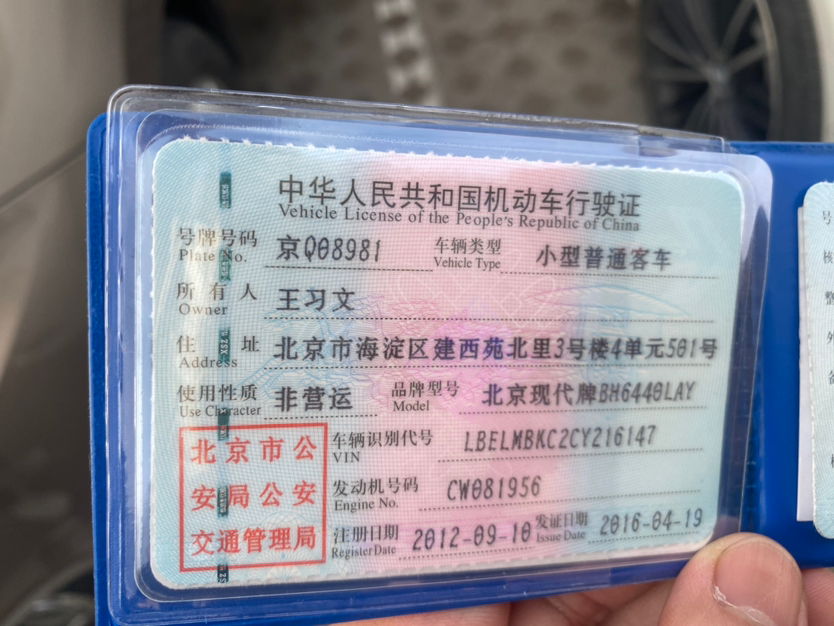 中华人民共和国机动车行驶证
Vehicle License of the People's Republic of China
号牌号码 京Q08981 车辆类型 小型普通客车
Plate No. Vehicle Type
所有人 王习文
Owner
住址 北京市海淀区建西苑北里3号楼4单元501号
Address
使用性质 非营运 品牌型号 北京现代牌BH6440LAY
Use Character Model
北京市公
安局公安
交通管理局
车辆识别代号 LBELMBKC2CY216147
VIN
发动机号码 CW081956
Engine No.
注册日期 2012-09-10 发证日期 2016-04-19
Register Date Issue Date
号
核
整
外